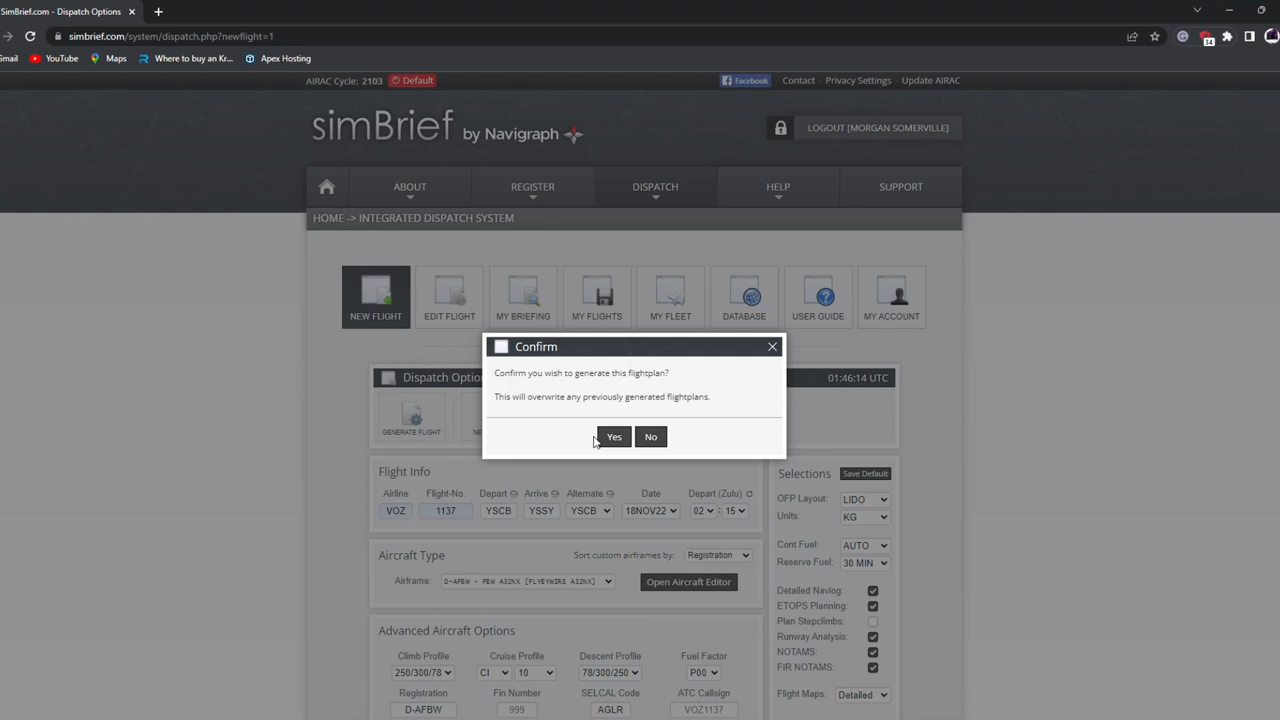 SimBrief.com - Dispatch Options
simbrief.com/system/dispatch.php?newflight=1
34
Gmail YouTube Maps Where to buy an Kr... Apex Hosting
AIRAC Cycle: 2103 Default Facebook Contact Privacy Settings Update AIRAC
simBrief by Navigraph
LOGOUT [MORGAN SOMERVILLE]
ABOUT REGISTER DISPATCH HELP SUPPORT
HOME -> INTEGRATED DISPATCH SYSTEM
NEW FLIGHT EDIT FLIGHT MY BRIEFING MY FLIGHTS MY FLEET DATABASE USER GUIDE MY ACCOUNT
Confirm
Confirm you wish to generate this flightplan?
This will overwrite any previously generated flightplans.
Yes No
Dispatch Optio 01:46:14 UTC
GENERATE FLIGHT NE
Flight Info
Airline Flight-No. Depart Arrive Alternate Date Depart (Zulu)
VOZ 1137 YSCB YSSY YSCB 18NOV22 02 : 15
Aircraft Type Sort custom airframes by: Registration
Airframe: D-AFBW - FBW A32NX [FLYBYWIRE A32NX] Open Aircraft Editor
Advanced Aircraft Options
Climb Profile Cruise Profile Descent Profile Fuel Factor
250/300/78 CI 10 78/300/250 P00
Registration Fin Number SELCAL Code ATC Callsign
D-AFBW 999 AGLR VOZ1137
Selections Save Default
OFP Layout: LIDO
Units: KG
Cont Fuel: AUTO
Reserve Fuel: 30 MIN
Detailed Navlog:
ETOPS Planning:
Plan Stepclimbs:
Runway Analysis:
NOTAMS:
FIR NOTAMS:
Flight Maps: Detailed